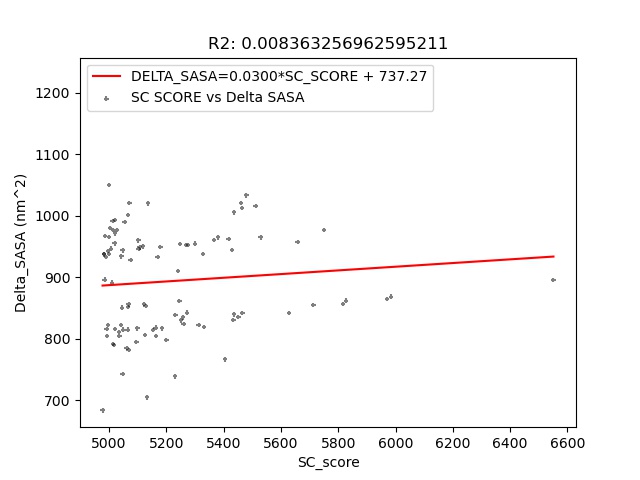 R2: 0.008363256962595211
DELTA_SASA=0.0300*SC_SCORE + 737.27
SC SCORE vs Delta SASA
Delta_SASA (nm^2)
1200
1100
1000
900
800
700
5000 5200 5400 5600 5800 6000 6200 6400 6600
SC_score